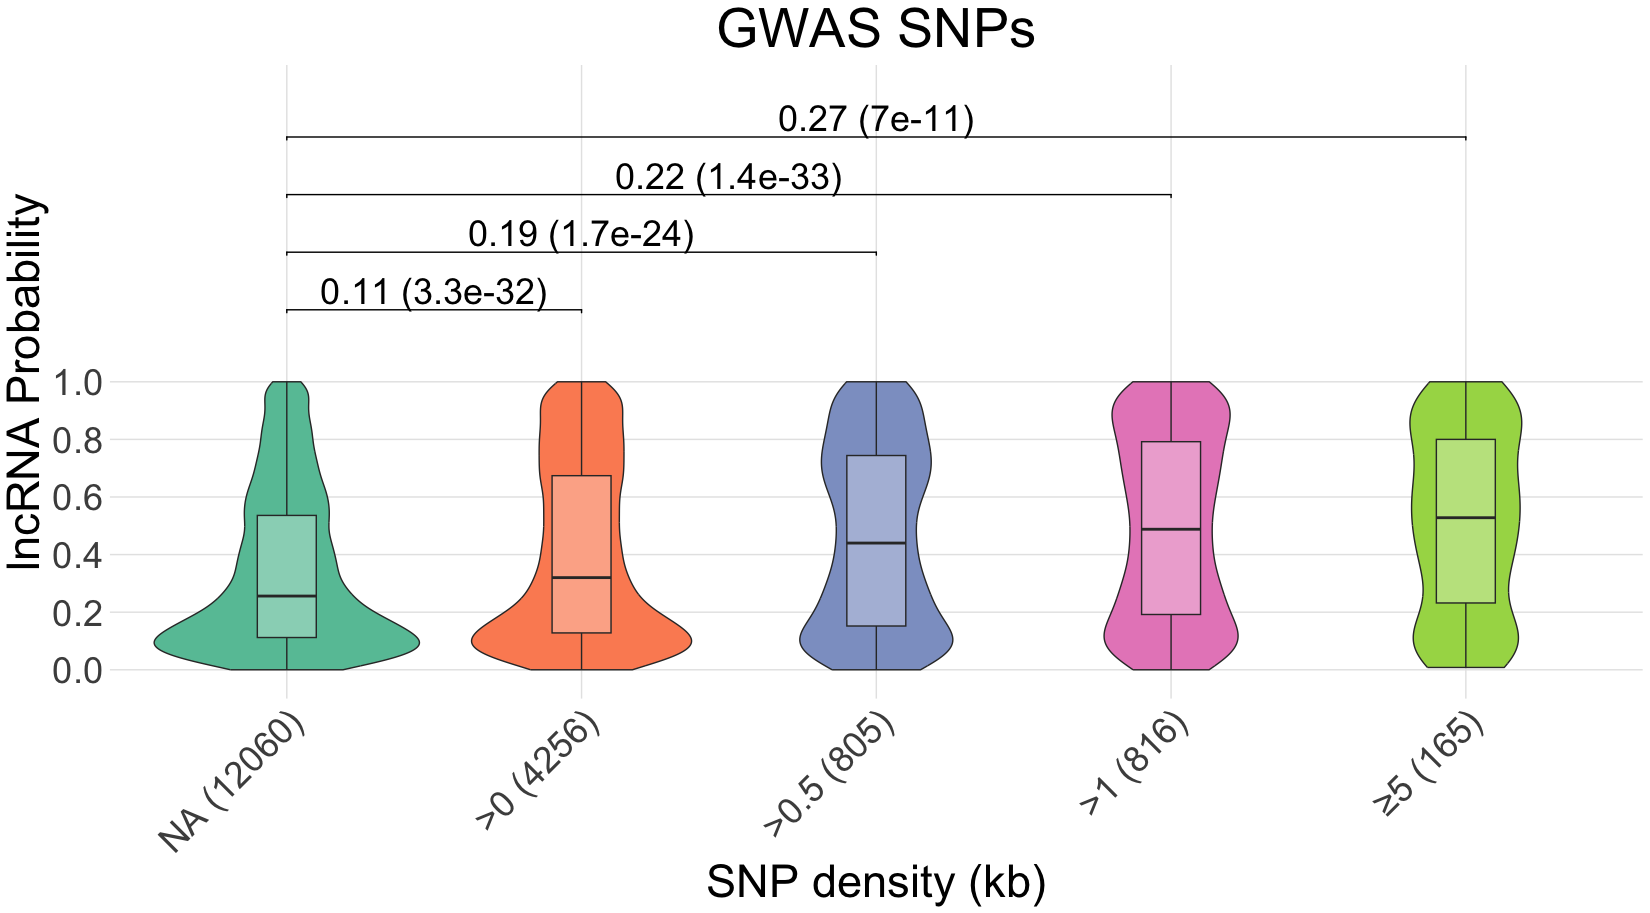 GWAS SNPs
0.27 (7e-11)
0.22 (1.4e-33)
0.19 (1.7e-24)
0.11 (3.3e-32)
lncRNA Probability
1.0
0.8
0.6
0.4
0.2
0.0
NA (12060)
>0 (4256)
>0.5 (805)
>1 (816)
≥5 (165)
SNP density (kb)